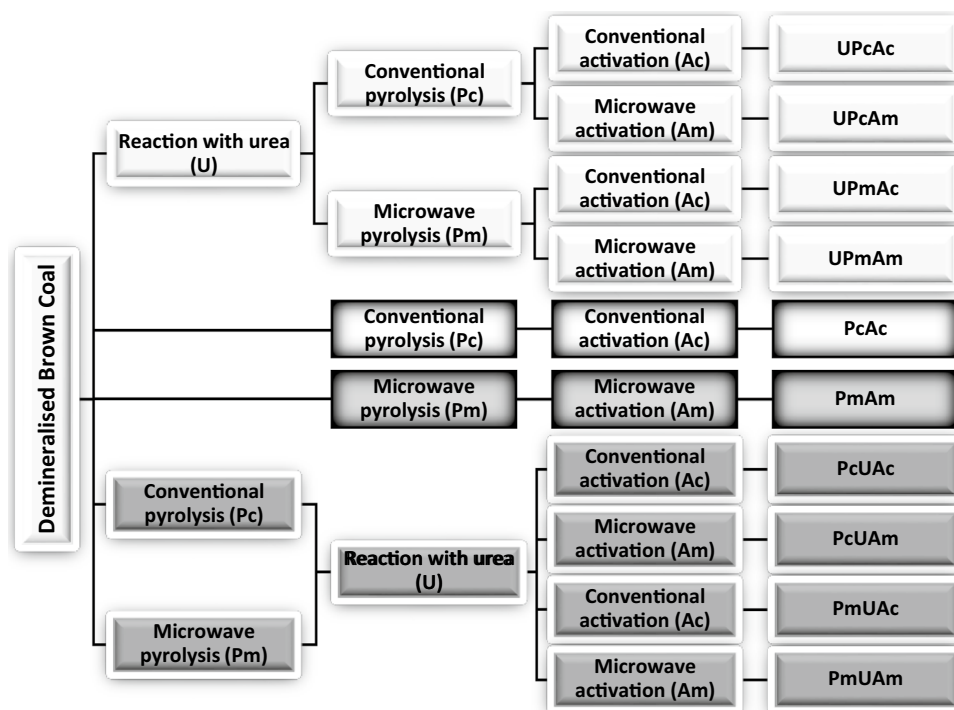 Demineralised Brown Coal
Reaction with urea
(U)
Conventional
pyrolysis (Pc)
Conventional
activation (Ac)
UPcAc
Microwave
activation (Am)
UPcAm
Microwave
pyrolysis (Pm)
Conventional
activation (Ac)
UPmAc
Microwave
activation (Am)
UPmAm
Conventional
pyrolysis (Pc)
Conventional
activation (Ac)
PcAc
Microwave
pyrolysis (Pm)
Microwave
activation (Am)
PmAm
Conventional
pyrolysis (Pc)
Microwave
pyrolysis (Pm)
Reaction with urea
(U)
Conventional
activation (Ac)
PcUAc
Microwave
activation (Am)
PcUAm
Conventional
activation (Ac)
PmUAc
Microwave
activation (Am)
PmUAm